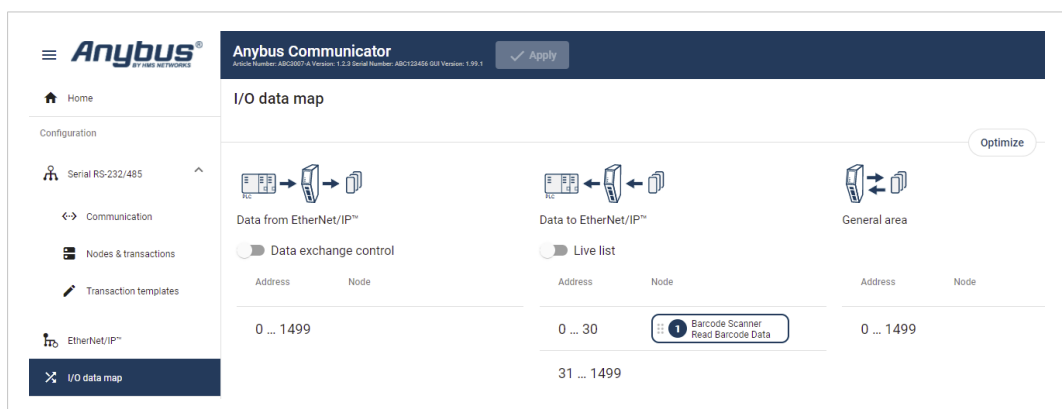 Anybus®
BY HMS NETWORKS
Anybus Communicator
Article Number: ABC3007-A Version: 1.2.3 Serial Number: ABC123456 GUI Version: 1.99.1
Apply
Home
Configuration
Serial RS-232/485
Communication
Nodes & transactions
Transaction templates
EtherNet/IP™
I/O data map
I/O data map
Optimize
PLC
Data from EtherNet/IP™
Data exchange control
Address Node
0 ... 1499
PLC
Data to EtherNet/IP™
Live list
Address Node
0 ... 30
1
Barcode Scanner
Read Barcode Data
31 ... 1499
General area
Address Node
0 ... 1499